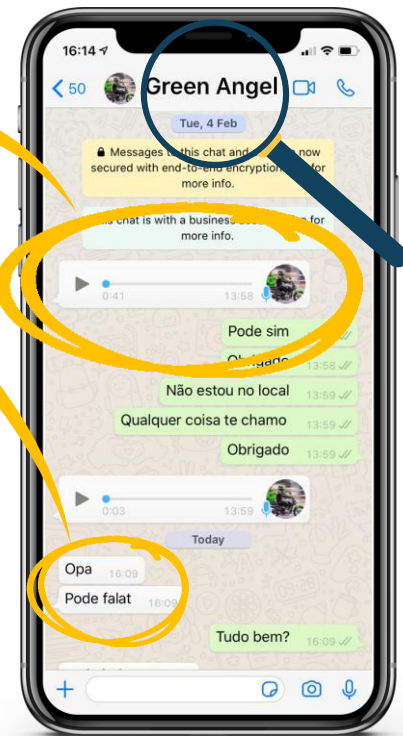 16:14
50
Green Angel
Tue, 4 Feb
Messages to this chat and now
secured with end-to-end encryption for
more info.
chat is with a business for
more info.
0:41 13:58
Pode sim
Obrigado 13:58
Não estou no local 13:59
Qualquer coisa te chamo 13:59
Obrigado 13:59
0:03 13:59
Today
Opa 16:09
Pode falat 16:09
Tudo bem? 16:09